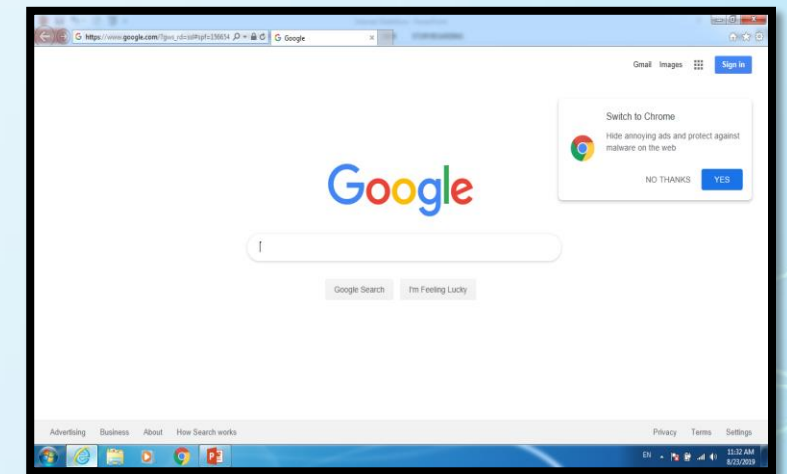 https://www.google.com/?gws_rd=ssl#spf=156654
Google
Gmail Images Sign in
Switch to Chrome
Hide annoying ads and protect against
malware on the web
NO THANKS YES
Google
Google Search I'm Feeling Lucky
Advertising Business About How Search works Privacy Terms Settings
EN 11:32 AM
8/23/2019